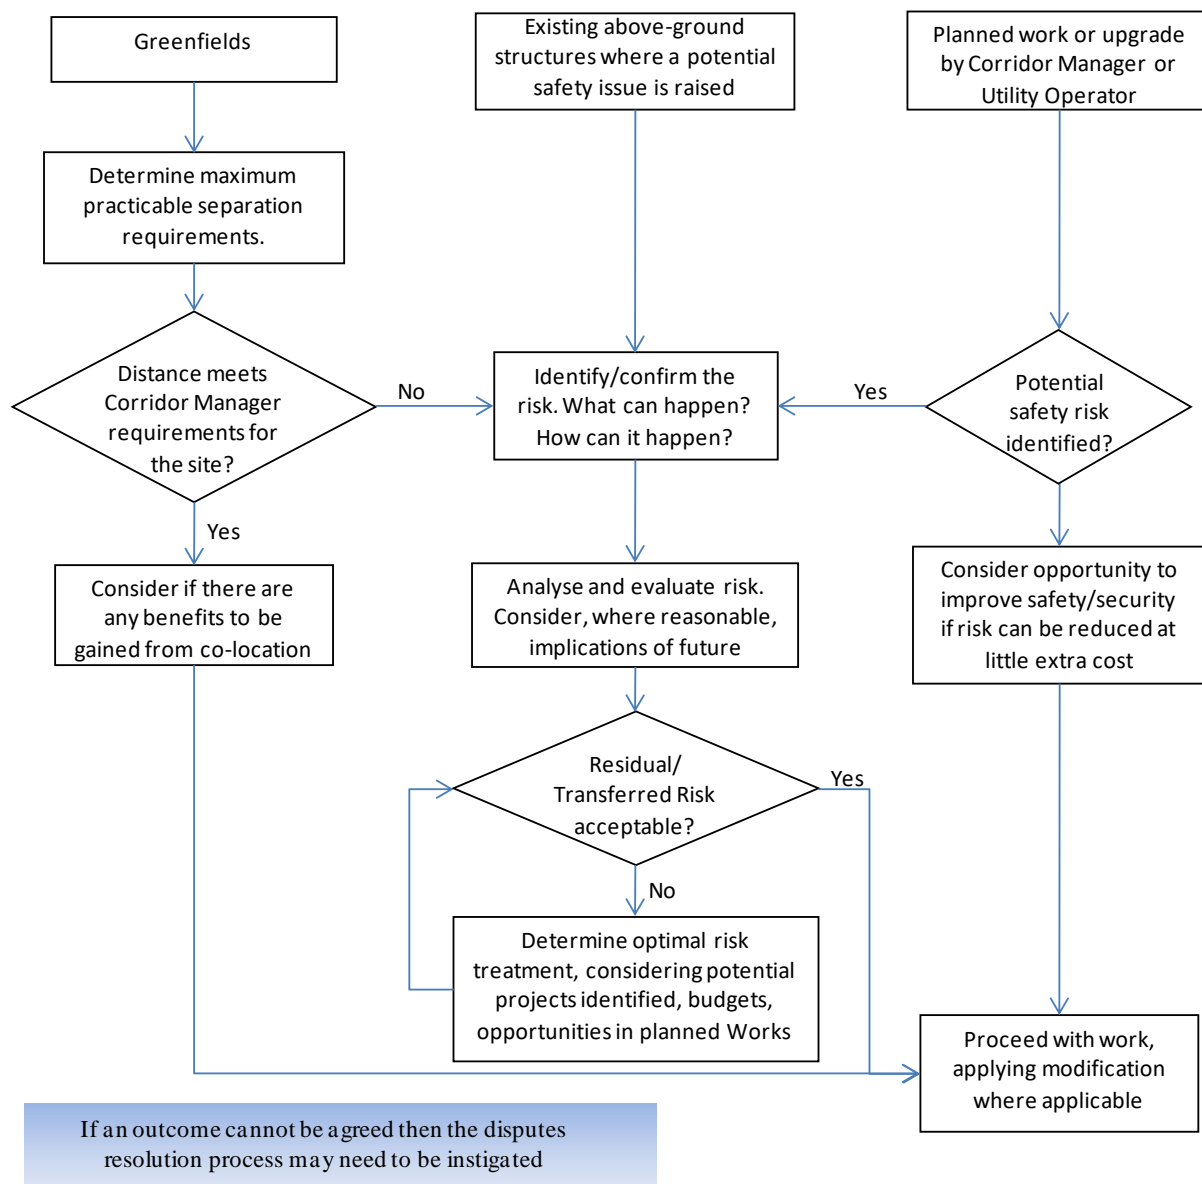 Greenfields
Existing above-ground
structures where a potential
safety issue is raised
Planned work or upgrade
by Corridor Manager or
Utility Operator
Determine maximum
practicable separation
requirements.
Distance meets
Corridor Manager
requirements for
the site?
No
Identify/confirm the
risk. What can happen?
How can it happen?
Yes
Potential
safety risk
identified?
Yes
Consider if there are
any benefits to be
gained from co-location
Analyse and evaluate risk.
Consider, where reasonable,
implications of future
Consider opportunity to
improve safety/security
if risk can be reduced at
little extra cost
Residual/
Transferred Risk
acceptable?
Yes
No
Determine optimal risk
treatment, considering potential
projects identified, budgets,
opportunities in planned Works
Proceed with work,
applying modification
where applicable
If an outcome cannot be agreed then the disputes
resolution process may need to be instigated